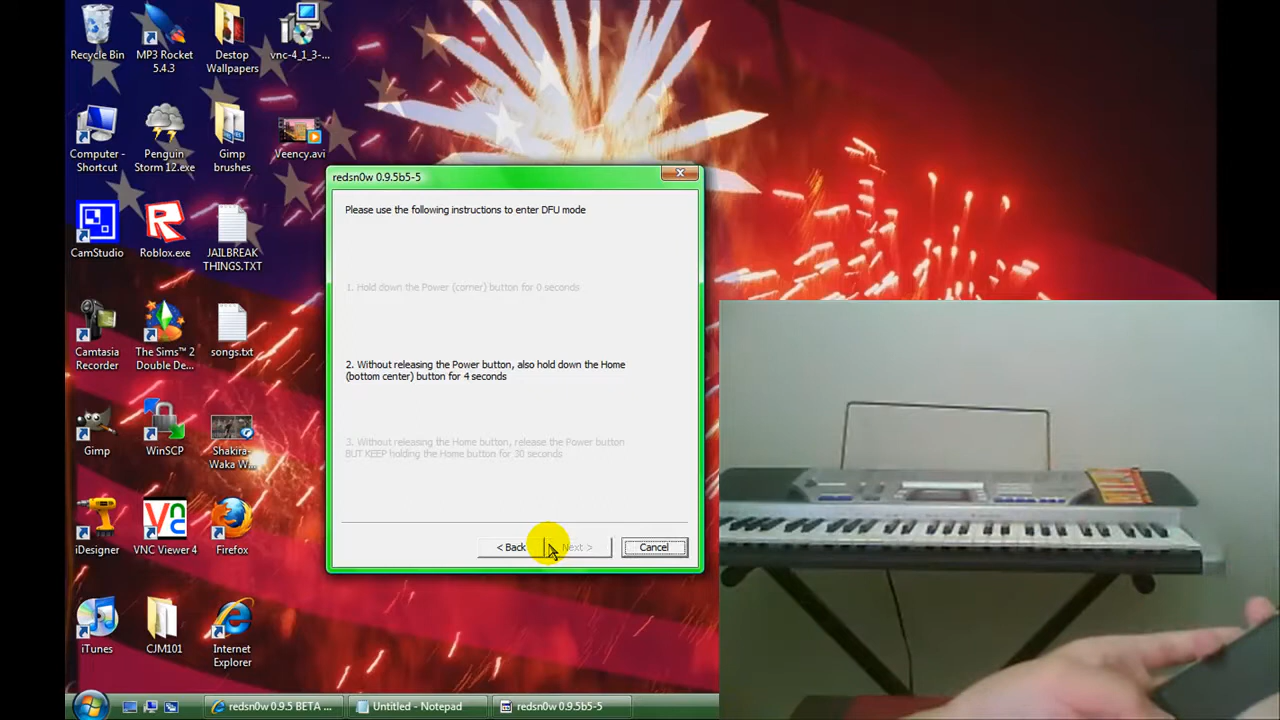 Recycle Bin
MP3 Rocket
5.4.3
Destop
Wallpapers
vnc-4_1_3-...
Computer -
Shortcut
Penguin
Storm 12.exe
Gimp
brushes
Veency.avi
CamStudio
Roblox.exe
JAILBREAK
THINGS.TXT
Camtasia
Recorder
The Sims™ 2
Double De...
songs.txt
Gimp
WinSCP
Shakira-
Waka W...
iDesigner
VNC Viewer 4
Firefox
iTunes
CJM101
Internet
Explorer
redsn0w 0.9.5b5-5
Please use the following instructions to enter DFU mode
1. Hold down the Power (corner) button for 0 seconds
2. Without releasing the Power button, also hold down the Home
(bottom center) button for 4 seconds
3. Without releasing the Home button, release the Power button
BUT KEEP holding the Home button for 30 seconds
< Back
Next >
Cancel
redsn0w 0.9.5 BETA ...
Untitled - Notepad
redsn0w 0.9.5b5-5